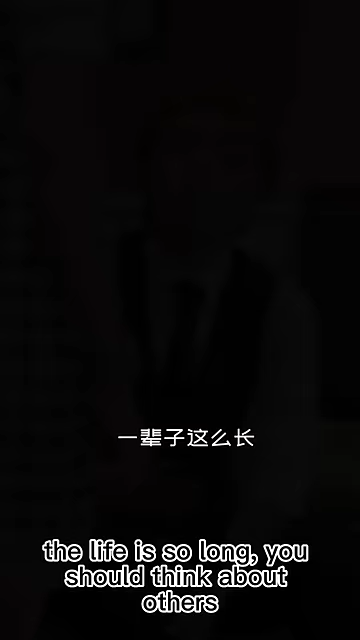 一辈子这么长
the life is so long, you
should think about
others